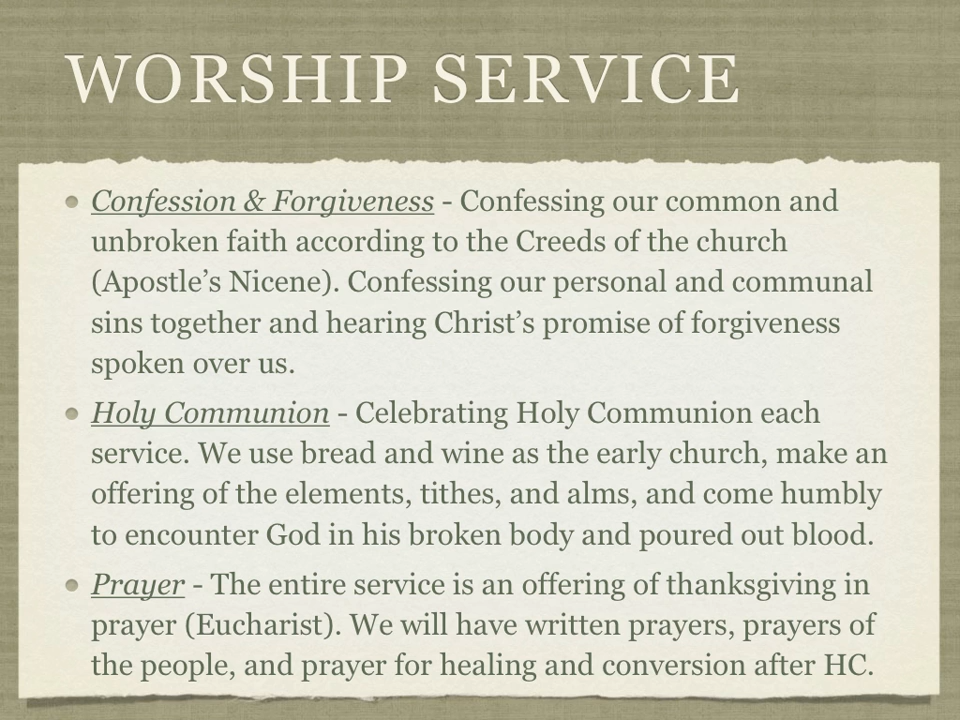 WORSHIP SERVICE
Confession & Forgiveness - Confessing our common and
unbroken faith according to the Creeds of the church
(Apostle’s Nicene). Confessing our personal and communal
sins together and hearing Christ’s promise of forgiveness
spoken over us.
Holy Communion - Celebrating Holy Communion each
service. We use bread and wine as the early church, make an
offering of the elements, tithes, and alms, and come humbly
to encounter God in his broken body and poured out blood.
Prayer - The entire service is an offering of thanksgiving in
prayer (Eucharist). We will have written prayers, prayers of
the people, and prayer for healing and conversion after HC.